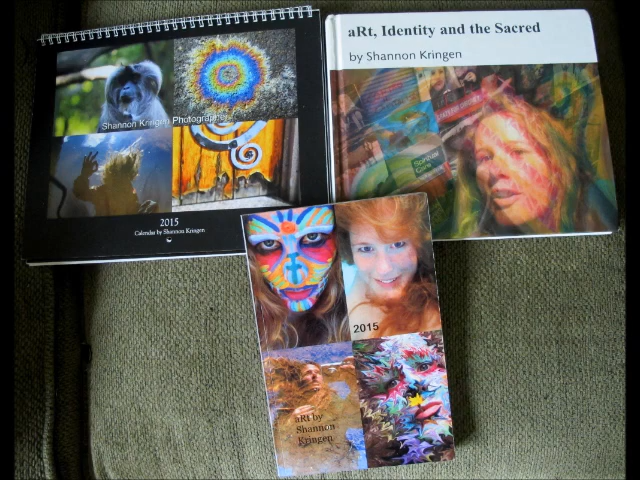 Shannon Kringen Photographer
2015
Calendar by Shannon Kringen
aRt, Identity and the Sacred
by Shannon Kringen
2015
aRt by
Shannon
Kringen